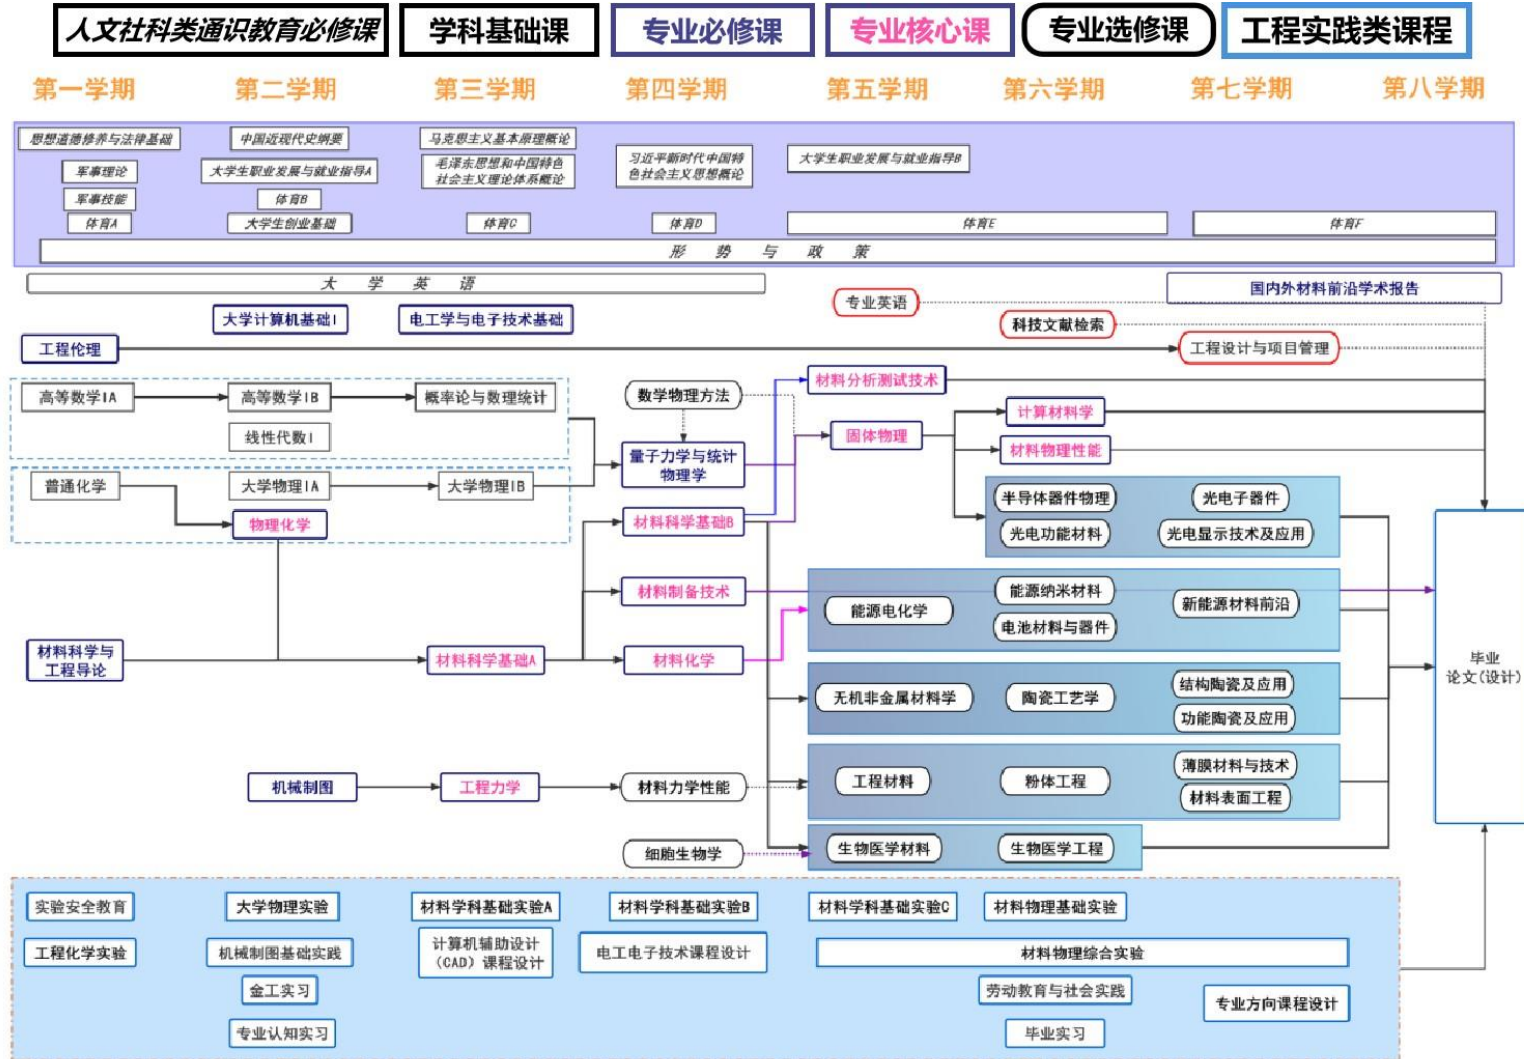 人文社科类通识教育必修课
学科基础课
专业必修课
专业核心课
专业选修课
工程实践类课程
第一学期
第二学期
第三学期
第四学期
第五学期
第六学期
第七学期
第八学期
思想道德修养与法律基础
中国近现代史纲要
马克思主义基本原理概论
军事理论
大学生职业发展与就业指导A
毛泽东思想和中国特色
社会主义理论体系概论
习近平新时代中国特
色社会主义思想概论
大学生职业发展与就业指导B
军事技能
体育B
体育A
大学生创业基础
体育C
体育D
体育E
体育F
形 势 与 政 策
大 学 英 语
国内外材料前沿学术报告
专业英语
大学计算机基础I
电工学与电子技术基础
科技文献检索
工程伦理
工程设计与项目管理
材料分析测试技术
高等数学IA
高等数学IB
概率论与数理统计
数学物理方法
计算材料学
线性代数I
固体物理
材料物理性能
量子力学与统计
物理学
普通化学
大学物理IA
大学物理IB
半导体器件物理
光电子器件
物理化学
材料科学基础B
光电功能材料
光电显示技术及应用
材料制备技术
能源纳米材料
能源电化学
新能源材料前沿
电池材料与器件
材料科学与
工程导论
材料科学基础A
材料化学
毕业
论文(设计)
无机非金属材料学
陶瓷工艺学
结构陶瓷及应用
功能陶瓷及应用
机械制图
工程力学
材料力学性能
工程材料
粉体工程
薄膜材料与技术
材料表面工程
细胞生物学
生物医学材料
生物医学工程
实验安全教育
大学物理实验
材料学科基础实验A
材料学科基础实验B
材料学科基础实验C
材料物理基础实验
工程化学实验
机械制图基础实践
计算机辅助设计
（CAD）课程设计
电工电子技术课程设计
材料物理综合实验
金工实习
劳动教育与社会实践
专业方向课程设计
专业认知实习
毕业实习